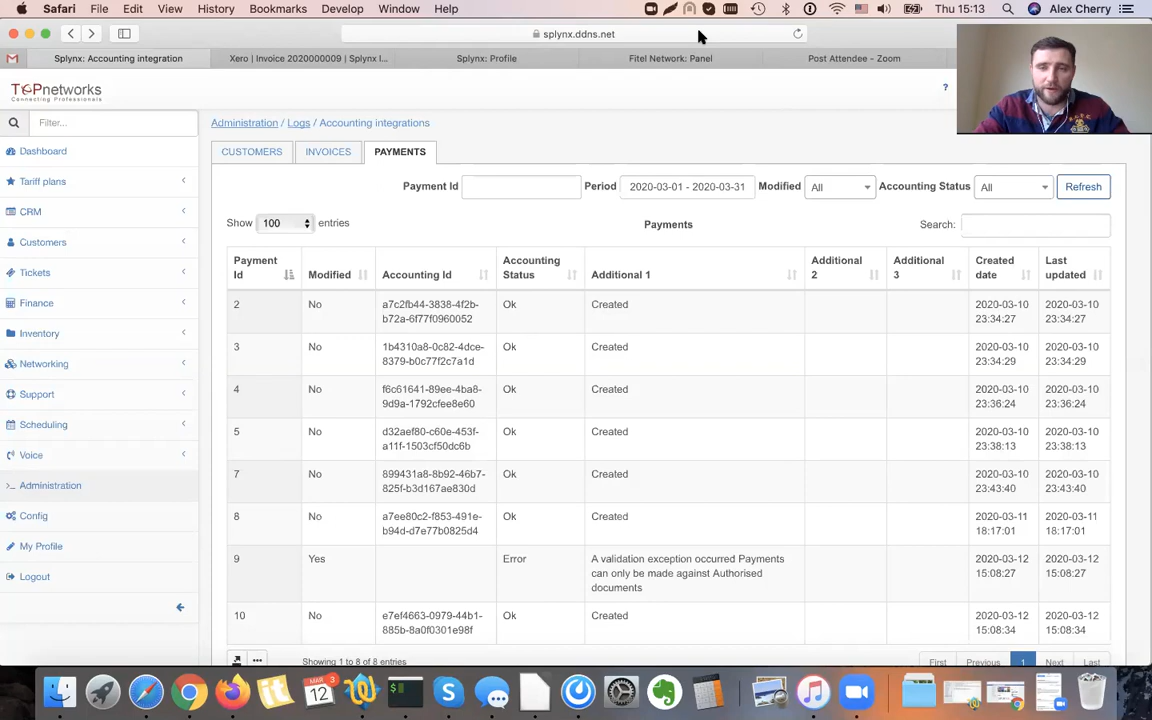 Safari File Edit View History Bookmarks Develop Window Help Thu 15:13 Alex Cherry
splynx.ddns.net
Splynx: Accounting integration Xero | Invoice 2020000009 | Splynx I... Splynx: Profile Fitel Network: Panel Post Attendee - Zoom
TOPnetworks
Connecting Professionals
?
Filter...
Administration / Logs / Accounting integrations
Dashboard
CUSTOMERS INVOICES PAYMENTS
Tariff plans
Payment Id Period 2020-03-01 - 2020-03-31 Modified All Accounting Status All Refresh
CRM
Show 100 entries Payments Search:
Customers
Tickets
Finance
Inventory
Networking
Support
Scheduling
Voice
Administration
Config
My Profile
Logout
Payment Id Modified Accounting Id Accounting Status Additional 1 Additional 2 Additional 3 Created date Last updated
2 No a7c2fb44-3838-4f2b-b72a-6f77f0960052 Ok Created 2020-03-10 23:34:27 2020-03-10 23:34:27
3 No 1b4310a8-0c82-4dce-8379-b0c77f2c7a1d Ok Created 2020-03-10 23:34:29 2020-03-10 23:34:29
4 No f6c61641-89ee-4ba8-9d9a-1792cfee8e60 Ok Created 2020-03-10 23:36:24 2020-03-10 23:36:24
5 No d32aef80-c60e-453f-a11f-1503cf50dc6b Ok Created 2020-03-10 23:38:13 2020-03-10 23:38:13
7 No 899431a8-8b92-46b7-825f-b3d167ae830d Ok Created 2020-03-10 23:43:40 2020-03-10 23:43:40
8 No a7ee80c2-f853-491e-b94d-d7e77b0825d4 Ok Created 2020-03-11 18:17:01 2020-03-11 18:17:01
9 Yes Error A validation exception occurred Payments can only be made against Authorised documents 2020-03-12 15:08:27 2020-03-12 15:08:27
10 No e7ef4663-0979-44b1-885b-8a0f0301e98f Ok Created 2020-03-12 15:08:34 2020-03-12 15:08:34
Showing 1 to 8 of 8 entries First Previous 1 Next Last
MAR 12
3